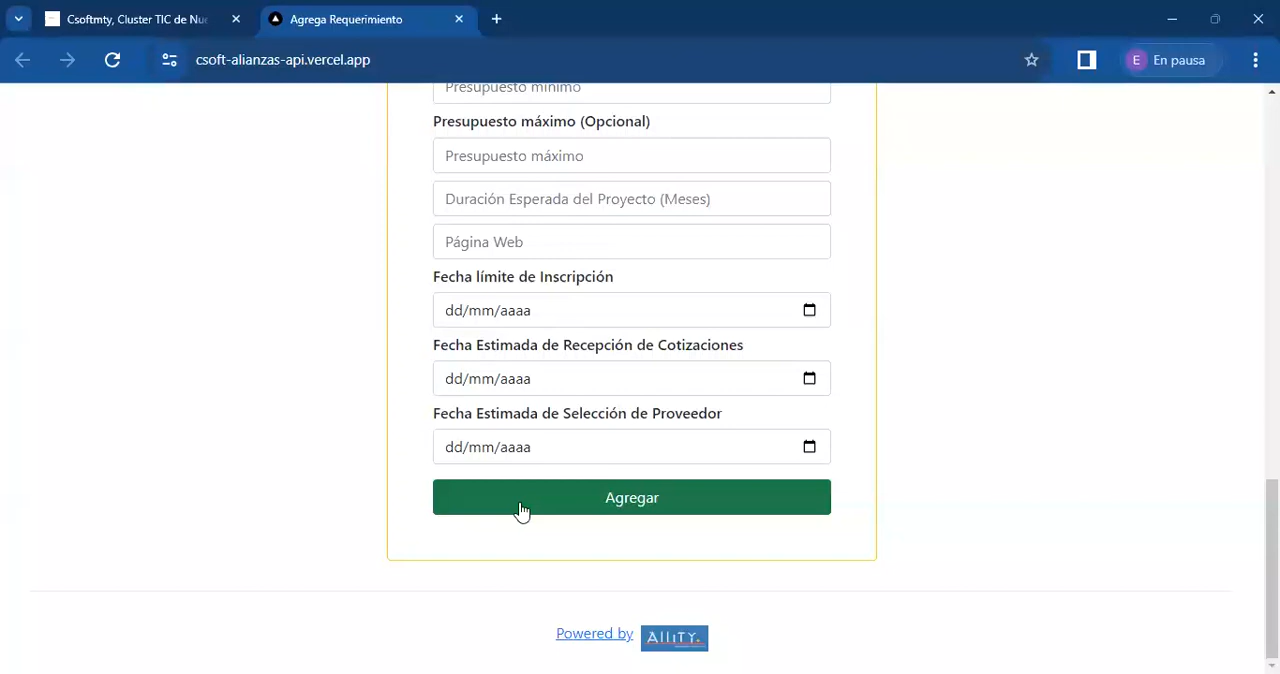 Csoftmty, Cluster TIC de Nue
Agrega Requerimiento
csoft-alianzas-api.vercel.app
E
En pausa
Presupuesto mínimo
Presupuesto máximo (Opcional)
Presupuesto máximo
Duración Esperada del Proyecto (Meses)
Página Web
Fecha límite de Inscripción
dd/mm/aaaa
Fecha Estimada de Recepción de Cotizaciones
dd/mm/aaaa
Fecha Estimada de Selección de Proveedor
dd/mm/aaaa
Agregar
Powered by AlliTY.